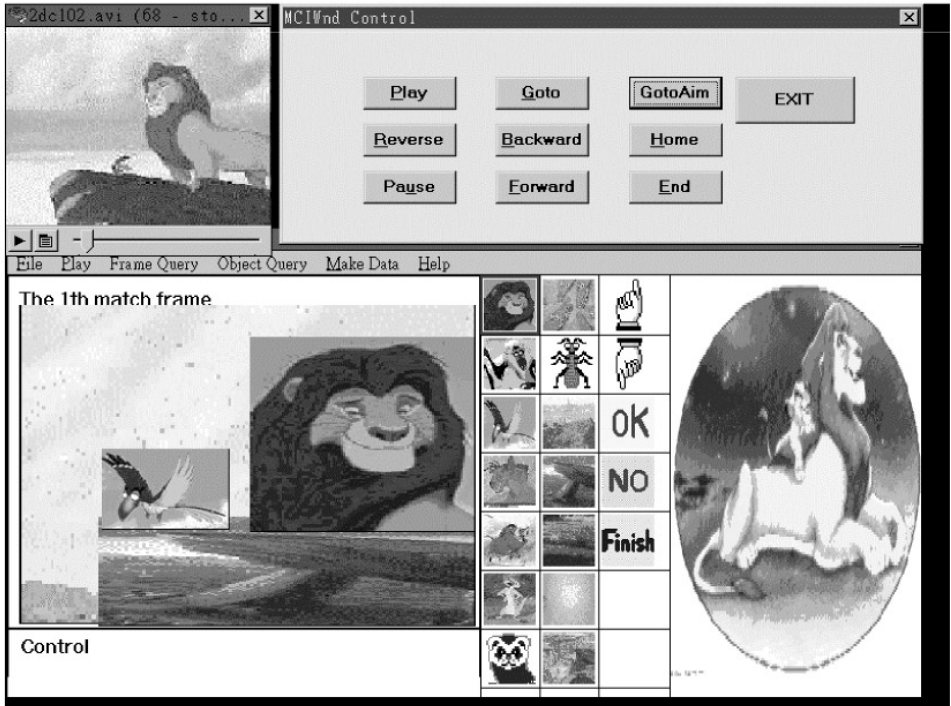 2dcl02.avi (68 - sto...
MCIWnd Control
Play Goto GotoAim EXIT
Reverse Backward Home
Pause Forward End
File Play Frame Query Object Query Make Data Help
The 1th match frame
OK
NO
Finish
Control